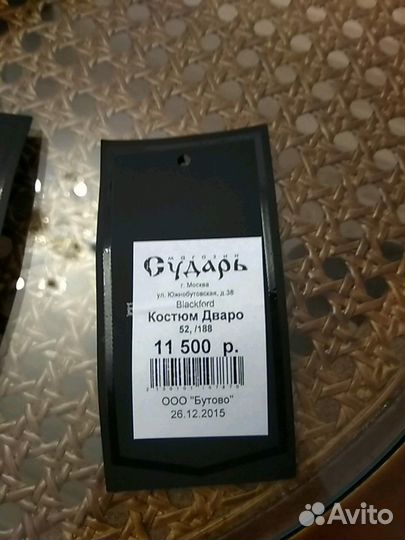 магазин
Сударь
г. Москва
ул. Южнобутовская, д.38
Blackford
Костюм Дваро
52, /188
11 500 р.
ООО "Бутово"
26.12.2015
Avito